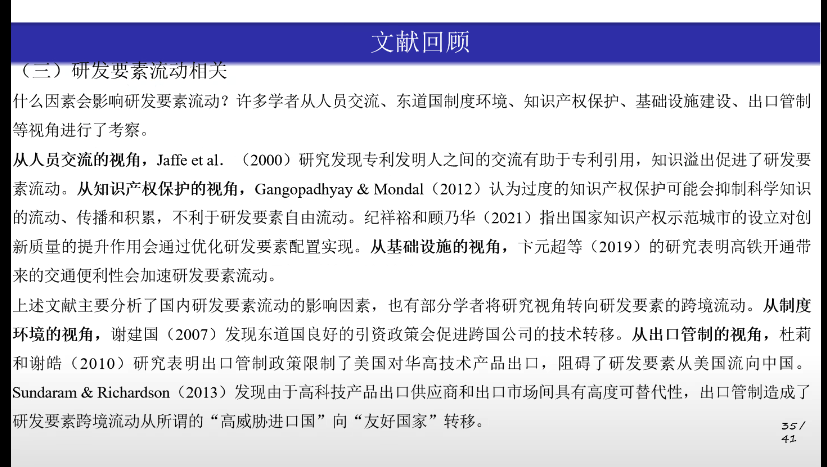 文献回顾
（三）研发要素流动相关
什么因素会影响研发要素流动？许多学者从人员交流、东道国制度环境、知识产权保护、基础设施建设、出口管制
等视角进行了考察。
从人员交流的视角，Jaffe et al．（2000）研究发现专利发明人之间的交流有助于专利引用，知识溢出促进了研发要
素流动。从知识产权保护的视角，Gangopadhyay & Mondal（2012）认为过度的知识产权保护可能会抑制科学知识
的流动、传播和积累，不利于研发要素自由流动。纪祥裕和顾乃华（2021）指出国家知识产权示范城市的设立对创
新质量的提升作用会通过优化研发要素配置实现。从基础设施的视角，卞元超等（2019）的研究表明高铁开通带
来的交通便利性会加速研发要素流动。
上述文献主要分析了国内研发要素流动的影响因素，也有部分学者将研究视角转向研发要素的跨境流动。从制度
环境的视角，谢建国（2007）发现东道国良好的引资政策会促进跨国公司的技术转移。从出口管制的视角，杜莉
和谢皓（2010）研究表明出口管制政策限制了美国对华高技术产品出口，阻碍了研发要素从美国流向中国。
Sundaram & Richardson（2013）发现由于高科技产品出口供应商和出口市场间具有高度可替代性，出口管制造成了
研发要素跨境流动从所谓的“高威胁进口国”向“友好国家”转移。
35/
41